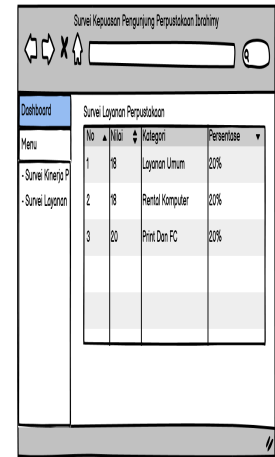 Survei Kepuasan Pengunjung Perpustakaan Ibrahimy
Dashboard
Survei Layanan Perpustakaan
No Nilai Kategori Persentase
Menu
1 18 Layanan Umum 20%
- Survei Kinerja P
- Survei Layanan
2 18 Rental Komputer 20%
3 20 Print Dan FC 20%